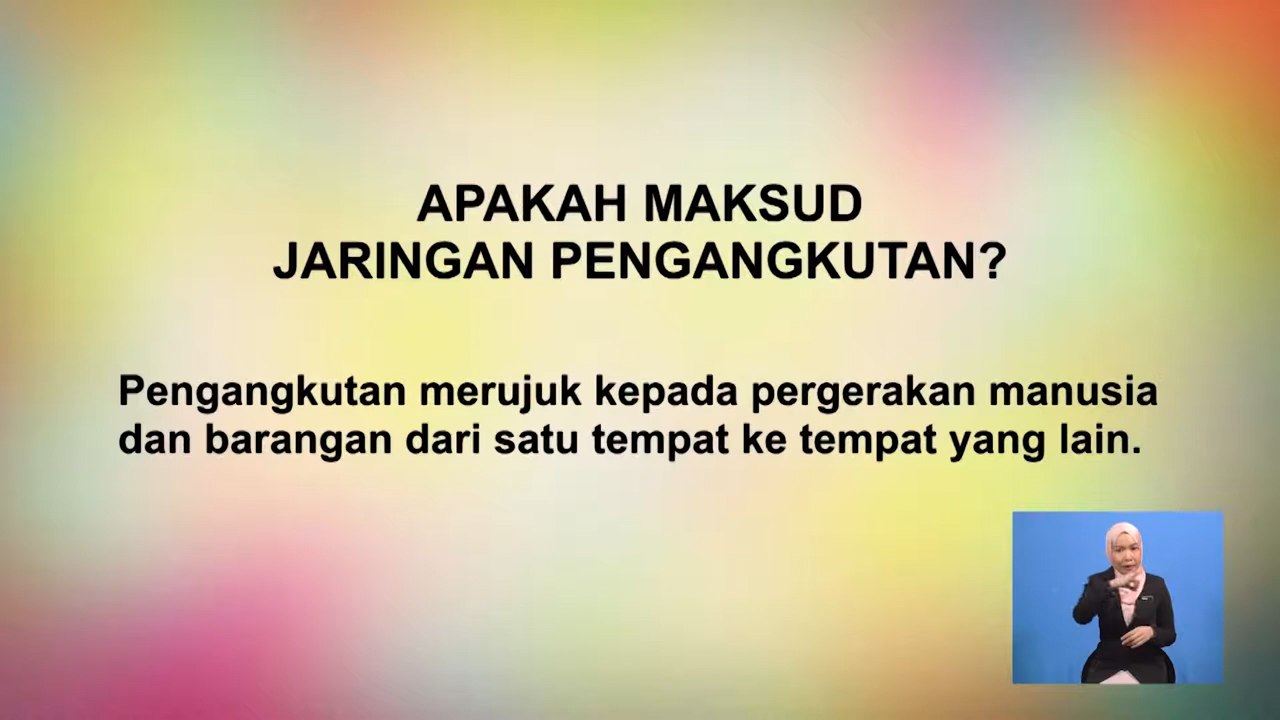 APAKAH MAKSUD
JARINGAN PENGANGKUTAN?
Pengangkutan merujuk kepada pergerakan manusia
dan barangan dari satu tempat ke tempat yang lain.